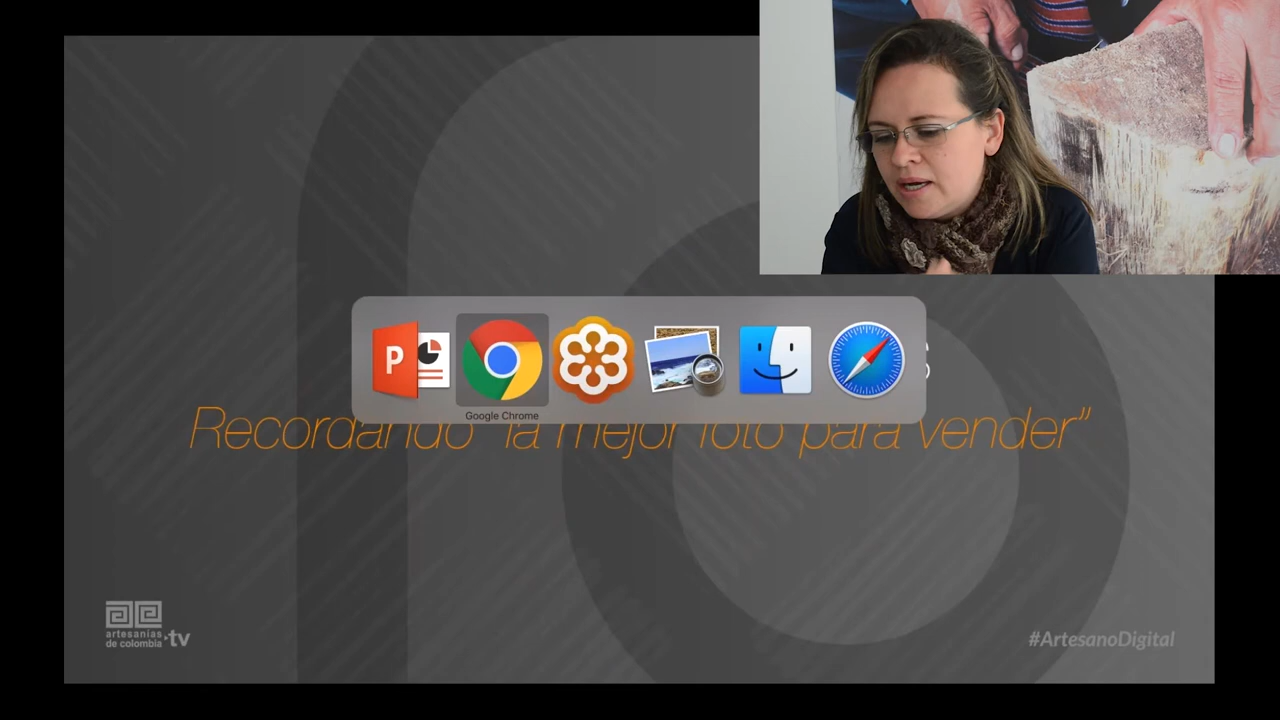 P
Google Chrome
Recordando “la mejor foto para vender”
artesanías
de colombia
.tv
#ArtesanoDigital